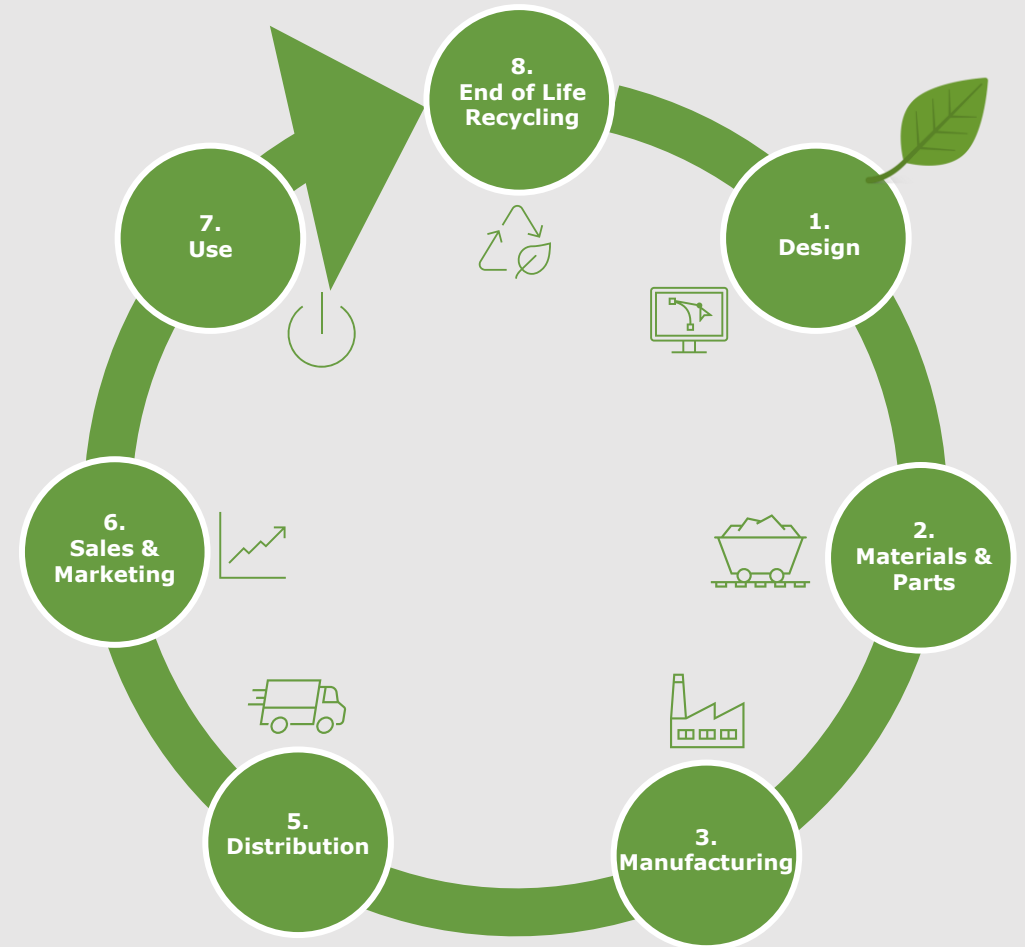 8.
End of Life
Recycling
1.
Design
2.
Materials &
Parts
3.
Manufacturing
5.
Distribution
6.
Sales &
Marketing
7.
Use